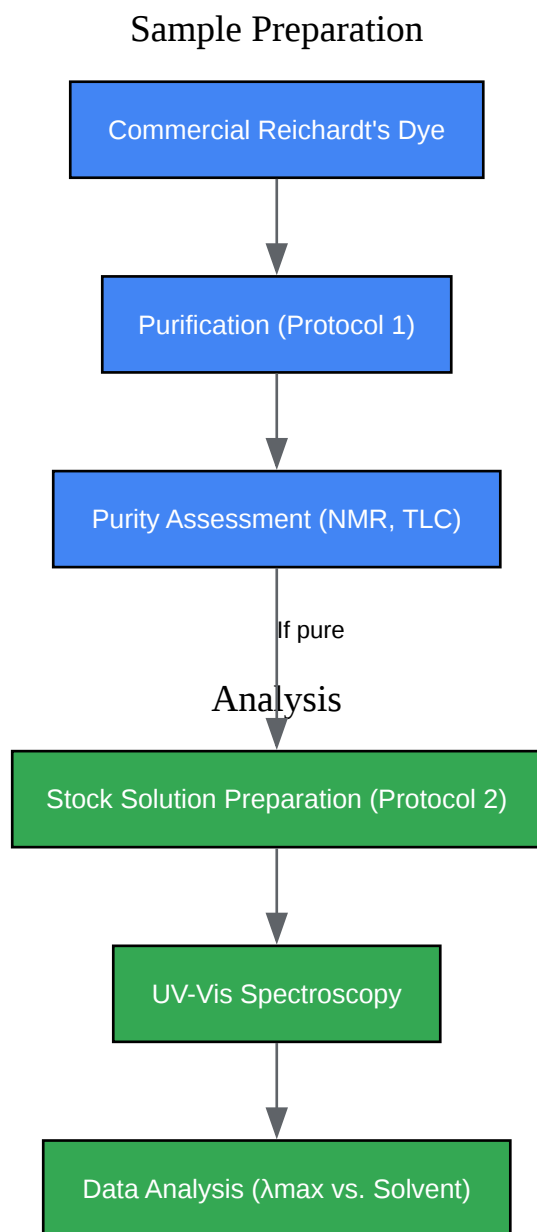 Sample Preparation
Commercial Reichardt's Dye
Purification (Protocol 1)
Purity Assessment (NMR, TLC)
If pure
Analysis
Stock Solution Preparation (Protocol 2)
UV-Vis Spectroscopy
Data Analysis (λmax vs. Solvent)